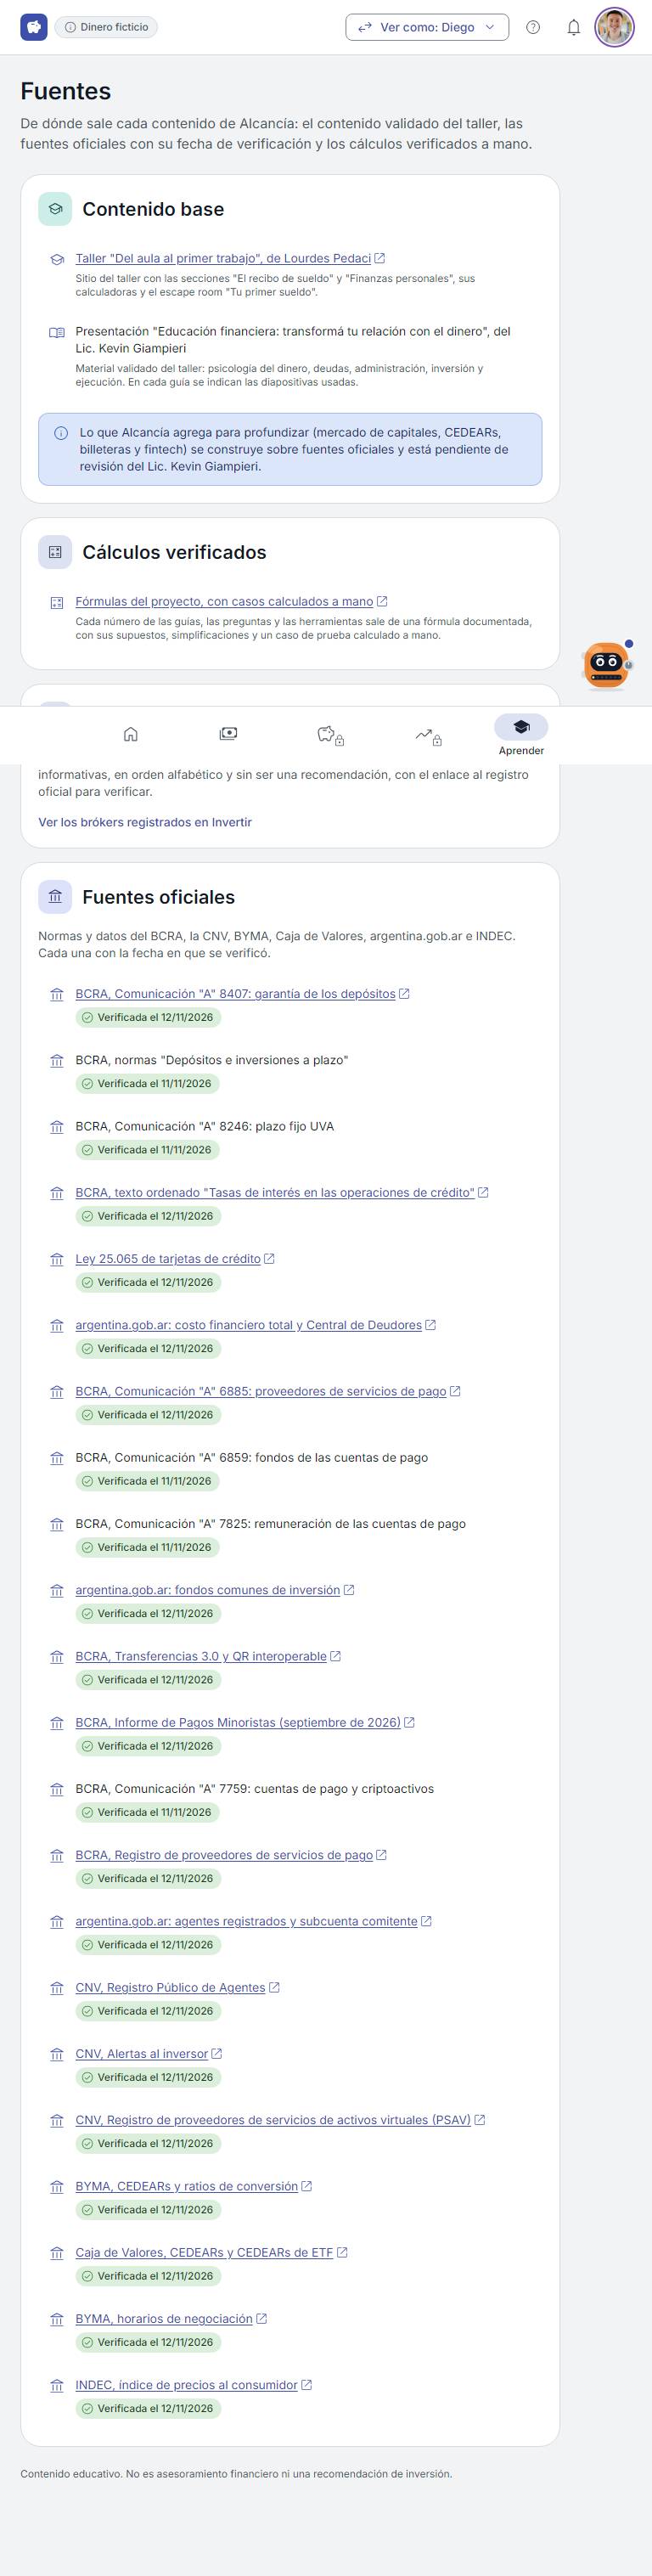 Dinero ficticio
Ver como: Diego
Fuentes
De dónde sale cada contenido de Alcancía: el contenido validado del taller, las
fuentes oficiales con su fecha de verificación y los cálculos verificados a mano.
Contenido base
Taller "Del aula al primer trabajo", de Lourdes Pedaci
Sitio del taller con las secciones "El recibo de sueldo" y "Finanzas personales", sus
calculadoras y el escape room "Tu primer sueldo".
Presentación "Educación financiera: transformá tu relación con el dinero", del
Lic. Kevin Giampieri
Material validado del taller: psicología del dinero, deudas, administración, inversión y
ejecución. En cada guía se indican las diapositivas usadas.
Lo que Alcancía agrega para profundizar (mercado de capitales, CEDEARs,
billeteras y fintech) se construye sobre fuentes oficiales y está pendiente de
revisión del Lic. Kevin Giampieri.
Cálculos verificados
Fórmulas del proyecto, con casos calculados a mano
Cada número de las guías, las preguntas y las herramientas sale de una fórmula documentada,
con sus supuestos, simplificaciones y un caso de prueba calculado a mano.
Aprender
informativas, en orden alfabético y sin ser una recomendación, con el enlace al registro
oficial para verificar.
Ver los brókers registrados en Invertir
Fuentes oficiales
Normas y datos del BCRA, la CNV, BYMA, Caja de Valores, argentina.gob.ar e INDEC.
Cada una con la fecha en que se verificó.
BCRA, Comunicación "A" 8407: garantía de los depósitos
Verificada el 12/11/2026
BCRA, normas "Depósitos e inversiones a plazo"
Verificada el 11/11/2026
BCRA, Comunicación "A" 8246: plazo fijo UVA
Verificada el 11/11/2026
BCRA, texto ordenado "Tasas de interés en las operaciones de crédito"
Verificada el 12/11/2026
Ley 25.065 de tarjetas de crédito
Verificada el 12/11/2026
argentina.gob.ar: costo financiero total y Central de Deudores
Verificada el 12/11/2026
BCRA, Comunicación "A" 6885: proveedores de servicios de pago
Verificada el 12/11/2026
BCRA, Comunicación "A" 6859: fondos de las cuentas de pago
Verificada el 11/11/2026
BCRA, Comunicación "A" 7825: remuneración de las cuentas de pago
Verificada el 11/11/2026
argentina.gob.ar: fondos comunes de inversión
Verificada el 12/11/2026
BCRA, Transferencias 3.0 y QR interoperable
Verificada el 12/11/2026
BCRA, Informe de Pagos Minoristas (septiembre de 2026)
Verificada el 12/11/2026
BCRA, Comunicación "A" 7759: cuentas de pago y criptoactivos
Verificada el 11/11/2026
BCRA, Registro de proveedores de servicios de pago
Verificada el 12/11/2026
argentina.gob.ar: agentes registrados y subcuenta comitente
Verificada el 12/11/2026
CNV, Registro Público de Agentes
Verificada el 12/11/2026
CNV, Alertas al inversor
Verificada el 12/11/2026
CNV, Registro de proveedores de servicios de activos virtuales (PSAV)
Verificada el 12/11/2026
BYMA, CEDEARs y ratios de conversión
Verificada el 12/11/2026
Caja de Valores, CEDEARs y CEDEARs de ETF
Verificada el 12/11/2026
BYMA, horarios de negociación
Verificada el 12/11/2026
INDEC, índice de precios al consumidor
Verificada el 12/11/2026
Contenido educativo. No es asesoramiento financiero ni una recomendación de inversión.